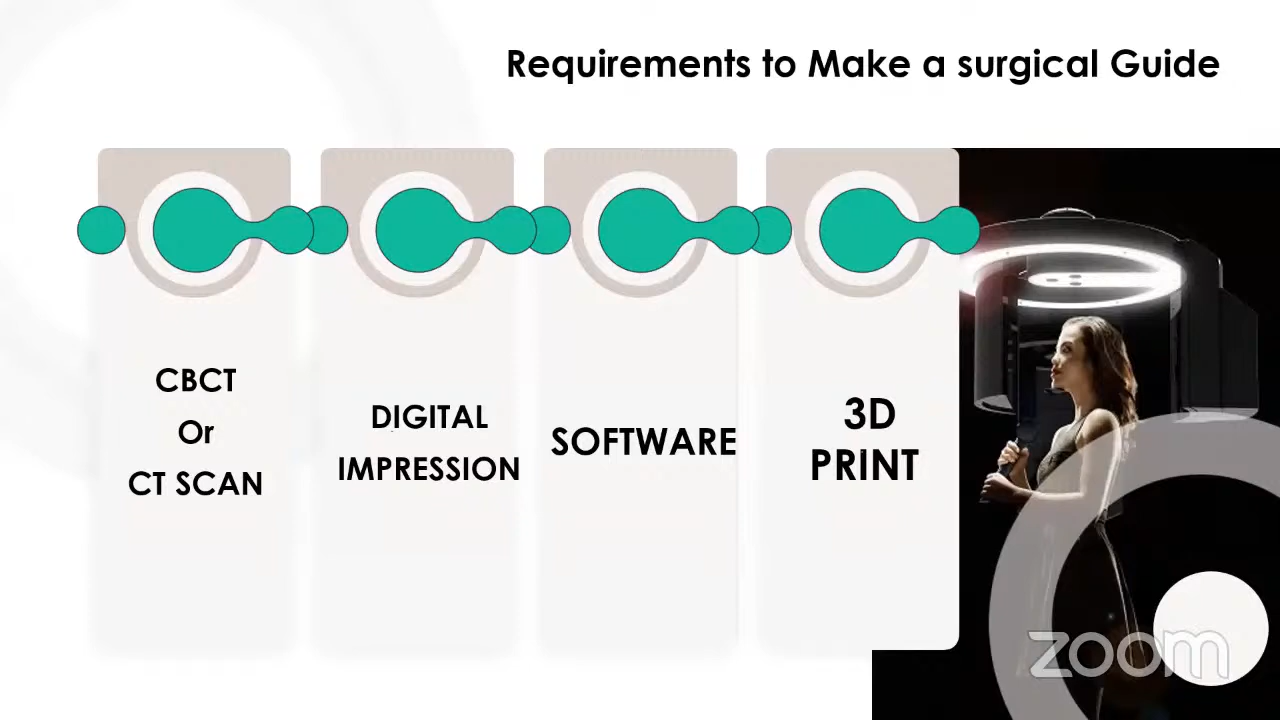 Requirements to Make a surgical Guide
CBCT
Or
CT SCAN
DIGITAL
IMPRESSION
SOFTWARE
3D
PRINT
zoom